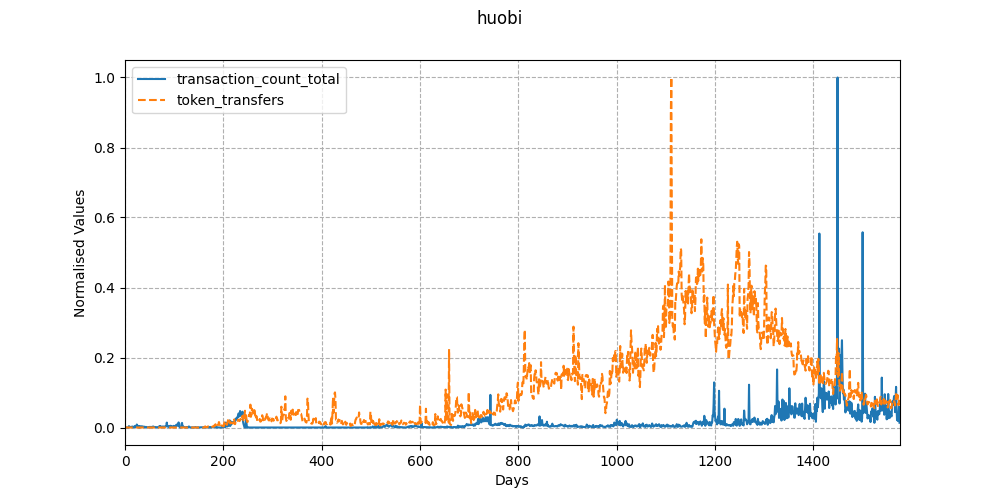 huobi
transaction_count_total
token_transfers
1.0
0.8
0.6
0.4
0.2
0.0
Normalised Values
0 200 400 600 800 1000 1200 1400
Days